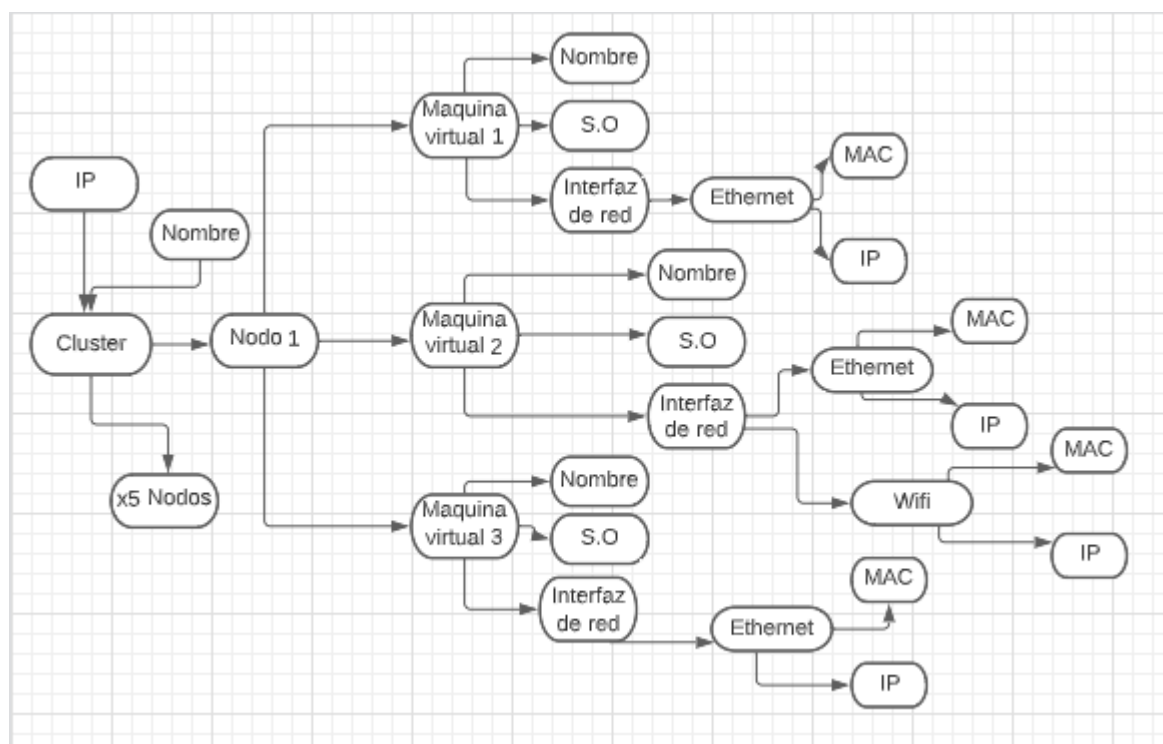 Nombre
Maquina
virtual 1
S.O
MAC
IP
Interfaz
de red
Ethernet
Nombre
IP
Nombre
Cluster
Nodo 1
Maquina
virtual 2
S.O
MAC
Ethernet
Interfaz
de red
IP
MAC
x5 Nodos
Nombre
Wifi
Maquina
virtual 3
S.O
IP
MAC
Interfaz
de red
Ethernet
IP